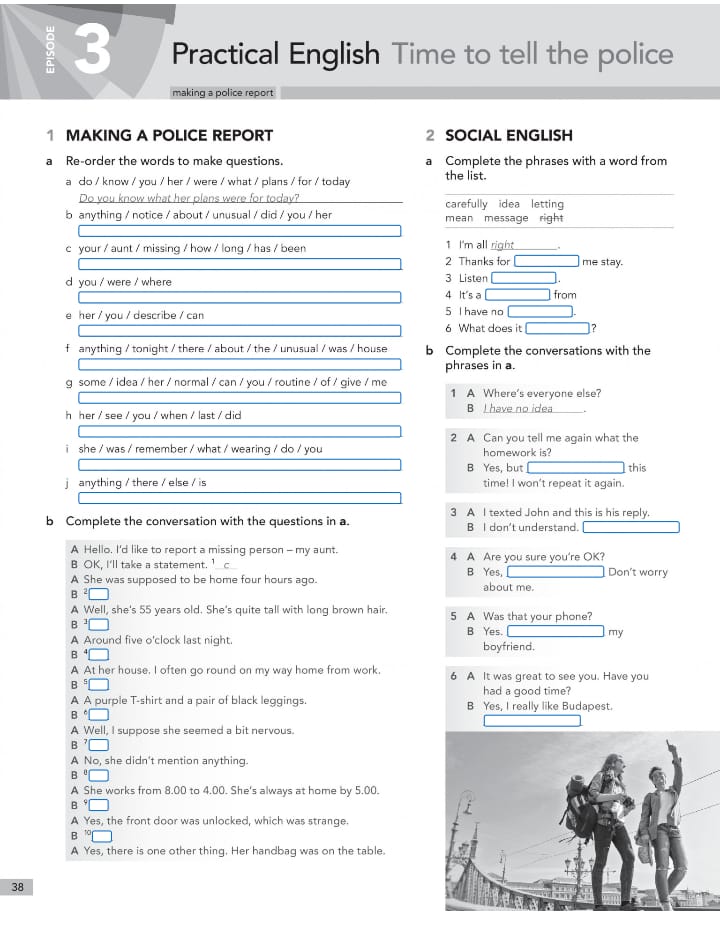 EPISODE
3
Practical English Time to tell the police
making a police report
1 MAKING A POLICE REPORT
a Re-order the words to make questions.
a do / know / you / her / were / what / plans / for / today
Do you know what her plans were for today?
b anything / notice / about / unusual / did / you / her
c your / aunt / missing / how / long / has / been
d you / were / where
e her / you / describe / can
f anything / tonight / there / about / the / unusual / was / house
g some / idea / her / normal / can / you / routine / of / give / me
h her / see / you / when / last / did
i she / was / remember / what / wearing / do / you
j anything / there / else / is
b Complete the conversation with the questions in a.
A Hello. I'd like to report a missing person – my aunt.
B OK, I'll take a statement. 1 c
A She was supposed to be home four hours ago.
B 2
A Well, she's 55 years old. She's quite tall with long brown hair.
B 3
A Around five o'clock last night.
B 4
A At her house. I often go round on my way home from work.
B 5
A A purple T-shirt and a pair of black leggings.
B 6
A Well, I suppose she seemed a bit nervous.
B 7
A No, she didn't mention anything.
B 8
A She works from 8.00 to 4.00. She's always at home by 5.00.
B 9
A Yes, the front door was unlocked, which was strange.
B 10
A Yes, there is one other thing. Her handbag was on the table.
38
2 SOCIAL ENGLISH
a Complete the phrases with a word from
the list.
carefully idea letting
mean message right
1 I'm all right .
2 Thanks for me stay.
3 Listen .
4 It's a from
5 I have no .
6 What does it ?
b Complete the conversations with the
phrases in a.
1 A Where's everyone else?
B I have no idea .
2 A Can you tell me again what the
homework is?
B Yes, but this
time! I won't repeat it again.
3 A I texted John and this is his reply.
B I don't understand.
4 A Are you sure you're OK?
B Yes, Don't worry
about me.
5 A Was that your phone?
B Yes. my
boyfriend.
6 A It was great to see you. Have you
had a good time?
B Yes, I really like Budapest.
.